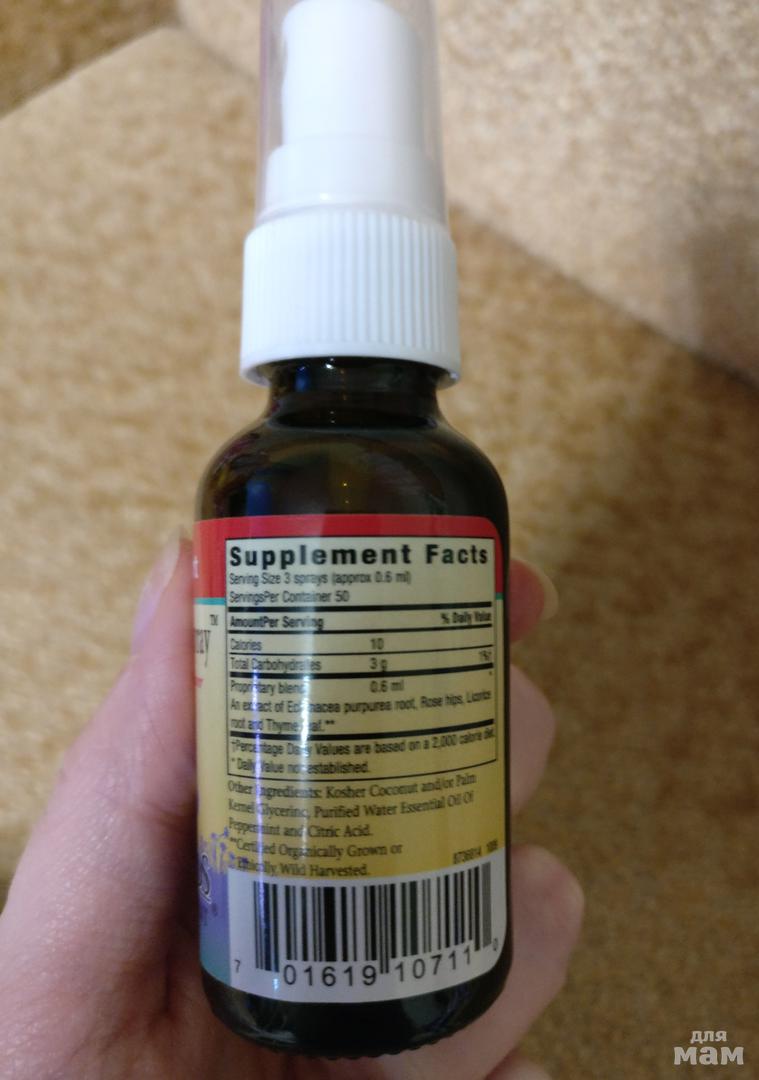 ray™
Supplement Facts
Serving Size 3 sprays (approx 0.6 ml)
ServingsPer Container 50
AmountPer Serving % Daily Value
Calories 10
Total Carbohydrates 3 g 1%†
Proprietary blend 0.6 ml *
An extract of Echinacea purpurea root, Rose hips, Licorice
root and Thyme leaf.**
†Percentage Daily Values are based on a 2,000 calorie diet.
* Daily Value not established.
Other Ingredients: Kosher Coconut and/or Palm
Kernel Glycerine, Purified Water Essential Oil Of
Peppermint and Citric Acid.
**Certified Organically Grown or
Ethically Wild Harvested.
7 01619 10711 0
для
мам